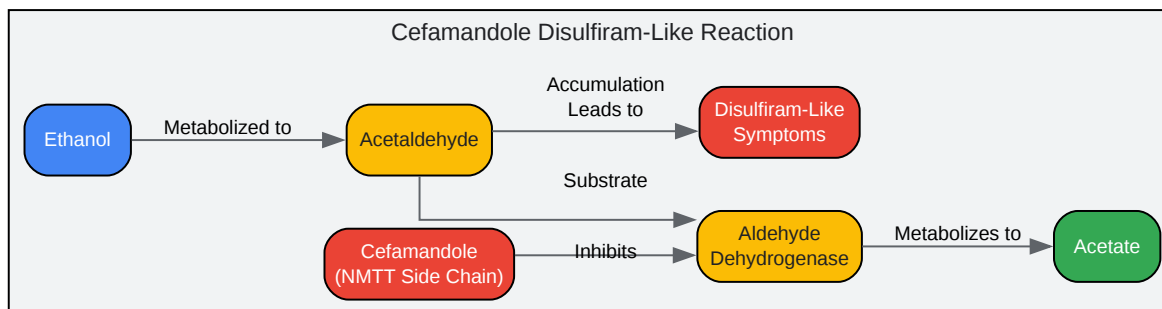 Cefamandole Disulfiram-Like Reaction
Ethanol
Metabolized to
Acetaldehyde
Accumulation
Leads to
Disulfiram-Like
Symptoms
Substrate
Cefamandole
(NMTT Side Chain)
Inhibits
Aldehyde
Dehydrogenase
Metabolizes to
Acetate